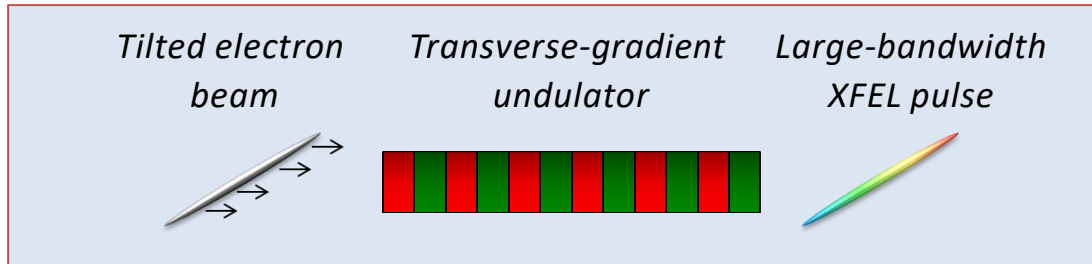 Tilted electron
beam
Transverse-gradient
undulator
Large-bandwidth
XFEL pulse